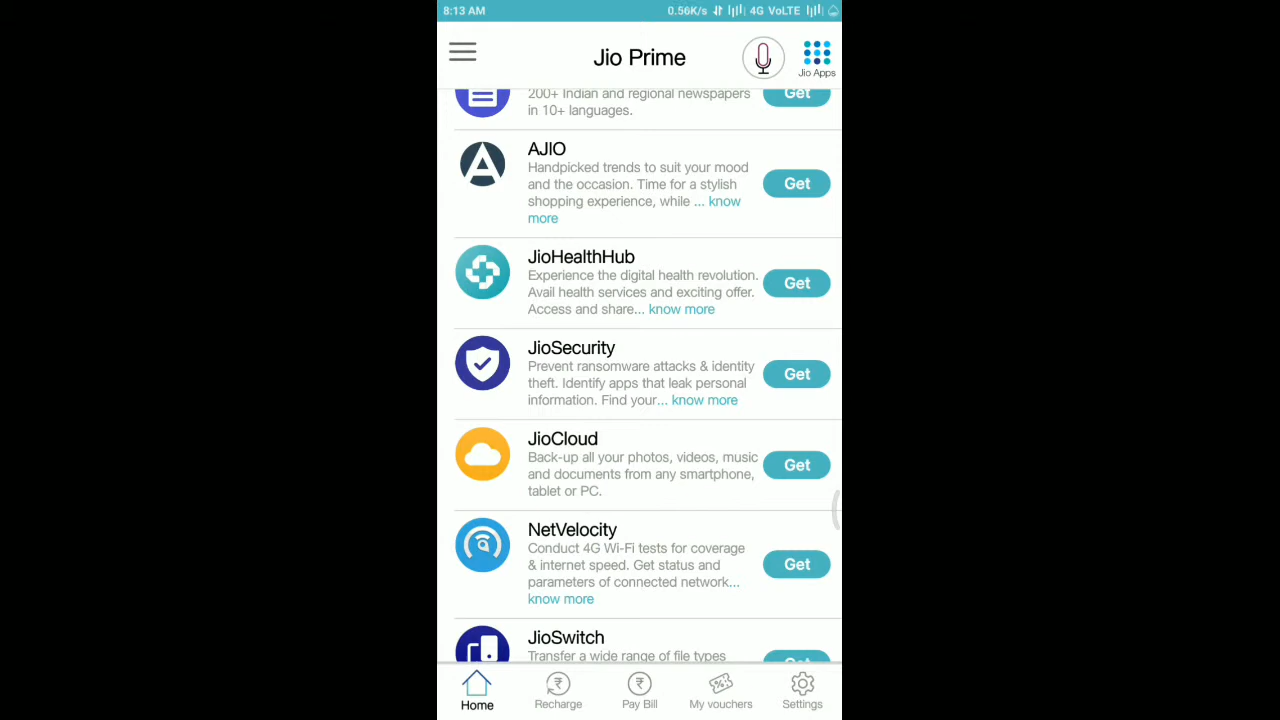 8:13 AM
0.56K/s 4G VoLTE
Jio Prime
Jio Apps
200+ Indian and regional newspapers
in 10+ languages.
Get
AJIO
Handpicked trends to suit your mood
and the occasion. Time for a stylish
shopping experience, while ... know
more
Get
JioHealthHub
Experience the digital health revolution.
Avail health services and exciting offer.
Access and share... know more
Get
JioSecurity
Prevent ransomware attacks & identity
theft. Identify apps that leak personal
information. Find your... know more
Get
JioCloud
Back-up all your photos, videos, music
and documents from any smartphone,
tablet or PC.
Get
NetVelocity
Conduct 4G Wi-Fi tests for coverage
& internet speed. Get status and
parameters of connected network...
know more
Get
JioSwitch
Transfer a wide range of file types
Get
Home
Recharge
Pay Bill
My vouchers
Settings